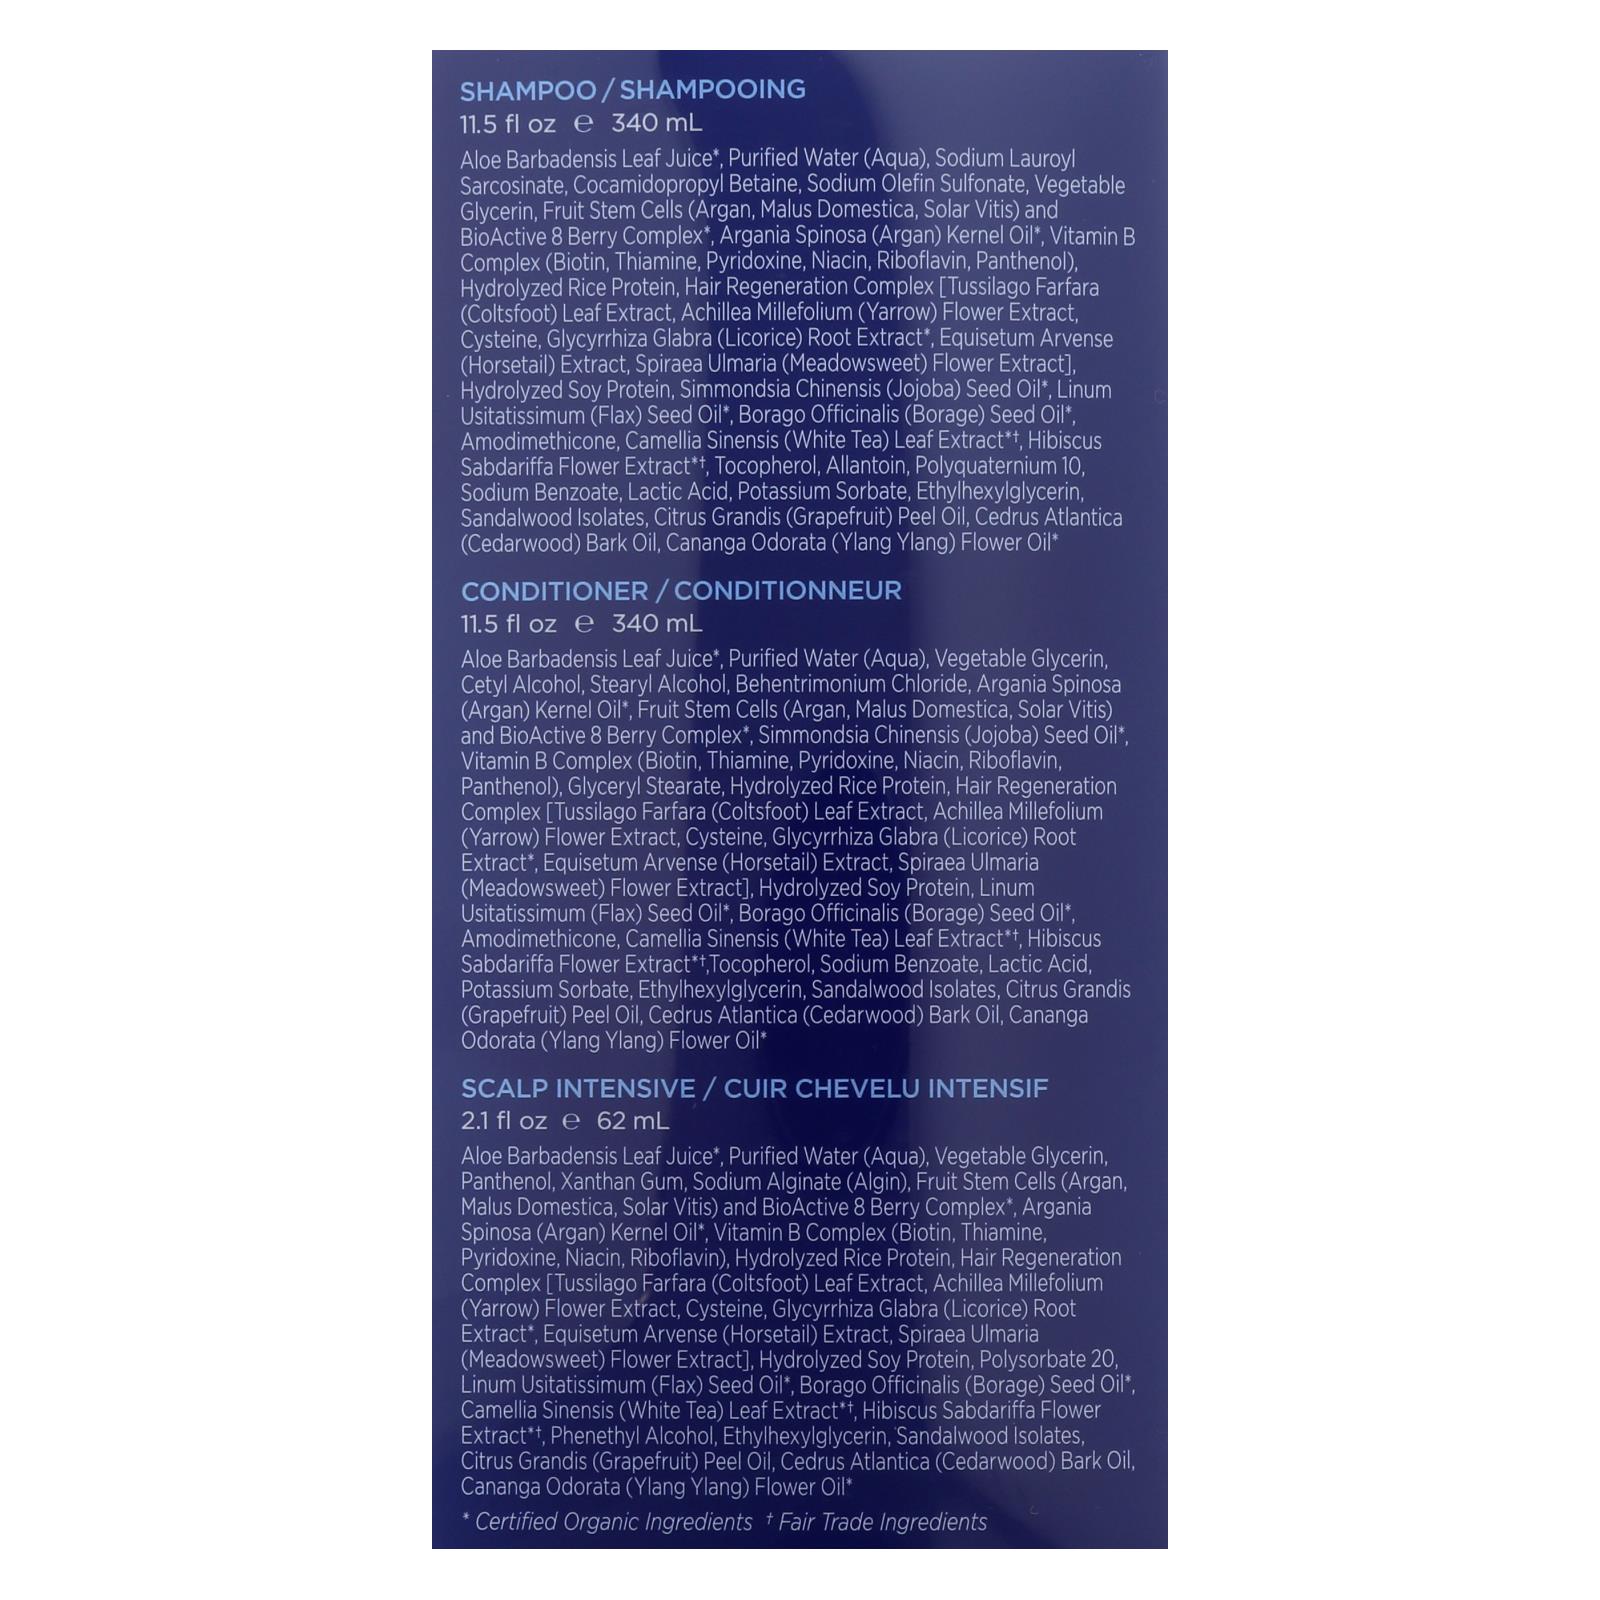 SHAMPOO / SHAMPOOING
11.5 fl oz ℮ 340 mL
Aloe Barbadensis Leaf Juice*, Purified Water (Aqua), Sodium Lauroyl
Sarcosinate, Cocamidopropyl Betaine, Sodium Olefin Sulfonate, Vegetable
Glycerin, Fruit Stem Cells (Argan, Malus Domestica, Solar Vitis) and
BioActive 8 Berry Complex*, Argania Spinosa (Argan) Kernel Oil*, Vitamin B
Complex (Biotin, Thiamine, Pyridoxine, Niacin, Riboflavin, Panthenol),
Hydrolyzed Rice Protein, Hair Regeneration Complex [Tussilago Farfara
(Coltsfoot) Leaf Extract, Achillea Millefolium (Yarrow) Flower Extract,
Cysteine, Glycyrrhiza Glabra (Licorice) Root Extract*, Equisetum Arvense
(Horsetail) Extract, Spiraea Ulmaria (Meadowsweet) Flower Extract],
Hydrolyzed Soy Protein, Simmondsia Chinensis (Jojoba) Seed Oil*, Linum
Usitatissimum (Flax) Seed Oil*, Borago Officinalis (Borage) Seed Oil*,
Amodimethicone, Camellia Sinensis (White Tea) Leaf Extract*†, Hibiscus
Sabdariffa Flower Extract*†, Tocopherol, Allantoin, Polyquaternium 10,
Sodium Benzoate, Lactic Acid, Potassium Sorbate, Ethylhexylglycerin,
Sandalwood Isolates, Citrus Grandis (Grapefruit) Peel Oil, Cedrus Atlantica
(Cedarwood) Bark Oil, Cananga Odorata (Ylang Ylang) Flower Oil*
CONDITIONER / CONDITIONNEUR
11.5 fl oz ℮ 340 mL
Aloe Barbadensis Leaf Juice*, Purified Water (Aqua), Vegetable Glycerin,
Cetyl Alcohol, Stearyl Alcohol, Behentrimonium Chloride, Argania Spinosa
(Argan) Kernel Oil*, Fruit Stem Cells (Argan, Malus Domestica, Solar Vitis)
and BioActive 8 Berry Complex*, Simmondsia Chinensis (Jojoba) Seed Oil*,
Vitamin B Complex (Biotin, Thiamine, Pyridoxine, Niacin, Riboflavin,
Panthenol), Glyceryl Stearate, Hydrolyzed Rice Protein, Hair Regeneration
Complex [Tussilago Farfara (Coltsfoot) Leaf Extract, Achillea Millefolium
(Yarrow) Flower Extract, Cysteine, Glycyrrhiza Glabra (Licorice) Root
Extract*, Equisetum Arvense (Horsetail) Extract, Spiraea Ulmaria
(Meadowsweet) Flower Extract], Hydrolyzed Soy Protein, Linum
Usitatissimum (Flax) Seed Oil*, Borago Officinalis (Borage) Seed Oil*,
Amodimethicone, Camellia Sinensis (White Tea) Leaf Extract*†, Hibiscus
Sabdariffa Flower Extract*†,Tocopherol, Sodium Benzoate, Lactic Acid,
Potassium Sorbate, Ethylhexylglycerin, Sandalwood Isolates, Citrus Grandis
(Grapefruit) Peel Oil, Cedrus Atlantica (Cedarwood) Bark Oil, Cananga
Odorata (Ylang Ylang) Flower Oil*
SCALP INTENSIVE / CUIR CHEVELU INTENSIF
2.1 fl oz ℮ 62 mL
Aloe Barbadensis Leaf Juice*, Purified Water (Aqua), Vegetable Glycerin,
Panthenol, Xanthan Gum, Sodium Alginate (Algin), Fruit Stem Cells (Argan,
Malus Domestica, Solar Vitis) and BioActive 8 Berry Complex*, Argania
Spinosa (Argan) Kernel Oil*, Vitamin B Complex (Biotin, Thiamine,
Pyridoxine, Niacin, Riboflavin), Hydrolyzed Rice Protein, Hair Regeneration
Complex [Tussilago Farfara (Coltsfoot) Leaf Extract, Achillea Millefolium
(Yarrow) Flower Extract, Cysteine, Glycyrrhiza Glabra (Licorice) Root
Extract*, Equisetum Arvense (Horsetail) Extract, Spiraea Ulmaria
(Meadowsweet) Flower Extract], Hydrolyzed Soy Protein, Polysorbate 20,
Linum Usitatissimum (Flax) Seed Oil*, Borago Officinalis (Borage) Seed Oil*,
Camellia Sinensis (White Tea) Leaf Extract*†, Hibiscus Sabdariffa Flower
Extract*†, Phenethyl Alcohol, Ethylhexylglycerin, Sandalwood Isolates,
Citrus Grandis (Grapefruit) Peel Oil, Cedrus Atlantica (Cedarwood) Bark Oil,
Cananga Odorata (Ylang Ylang) Flower Oil*
* Certified Organic Ingredients † Fair Trade Ingredients